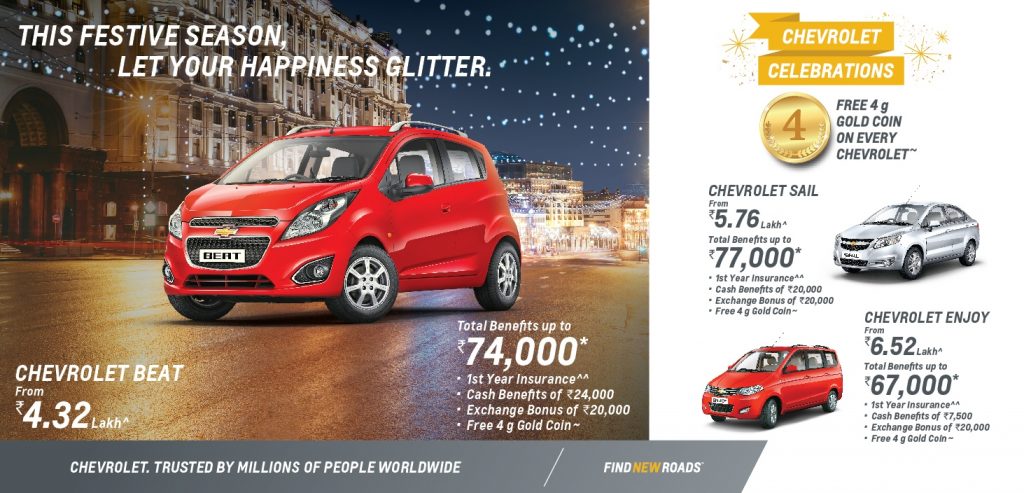 THIS FESTIVE SEASON,
LET YOUR HAPPINESS GLITTER.
BEAT
CHEVROLET BEAT
From
₹4.32 Lakh^
Total Benefits up to
₹74,000*
• 1st Year Insurance^^
• Cash Benefits of ₹24,000
• Exchange Bonus of ₹20,000
• Free 4 g Gold Coin~
CHEVROLET
CELEBRATIONS
4
FREE 4 g
GOLD COIN
ON EVERY
CHEVROLET~
CHEVROLET SAIL
From
₹5.76 Lakh^
Total Benefits up to
₹77,000*
• 1st Year Insurance^^
• Cash Benefits of ₹20,000
• Exchange Bonus of ₹20,000
• Free 4 g Gold Coin~
CHEVROLET ENJOY
From
₹6.52 Lakh^
Total Benefits up to
₹67,000*
• 1st Year Insurance^^
• Cash Benefits of ₹7,500
• Exchange Bonus of ₹20,000
• Free 4 g Gold Coin~
CHEVROLET. TRUSTED BY MILLIONS OF PEOPLE WORLDWIDE
FIND NEW ROADS